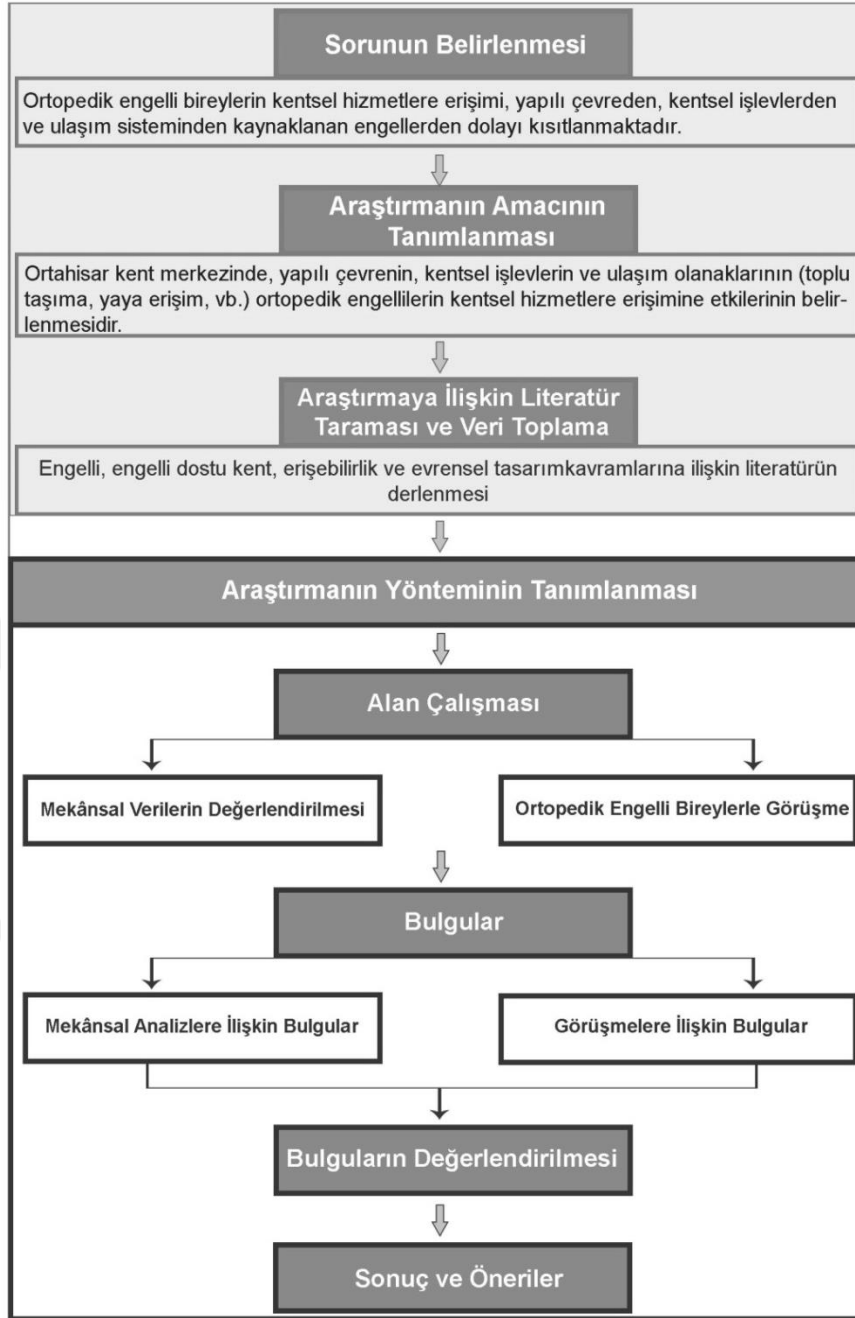 Sorunun Belirlenmesi
Ortopedik engelli bireylerin kentsel hizmetlere erişimi, yapılı çevreden, kentsel işlevlerden
ve ulaşım sisteminden kaynaklanan engellerden dolayı kısıtlanmaktadır.
Araştırmanın Amacının
Tanımlanması
Ortahisar kent merkezinde, yapılı çevrenin, kentsel işlevlerin ve ulaşım olanaklarının (toplu
taşıma, yaya erişim, vb.) ortopedik engellilerin kentsel hizmetlere erişimine etkilerinin belir-
lenmesidir.
Araştırmaya İlişkin Literatür
Taraması ve Veri Toplama
Engelli, engelli dostu kent, erişebilirlik ve evrensel tasarımkavramlarına ilişkin literatürün
derlenmesi
Araştırmanın Yönteminin Tanımlanması
Alan Çalışması
Mekânsal Verilerin Değerlendirilmesi
Ortopedik Engelli Bireylerle Görüşme
Bulgular
Mekânsal Analizlere İlişkin Bulgular
Görüşmelere İlişkin Bulgular
Bulguların Değerlendirilmesi
Sonuç ve Öneriler